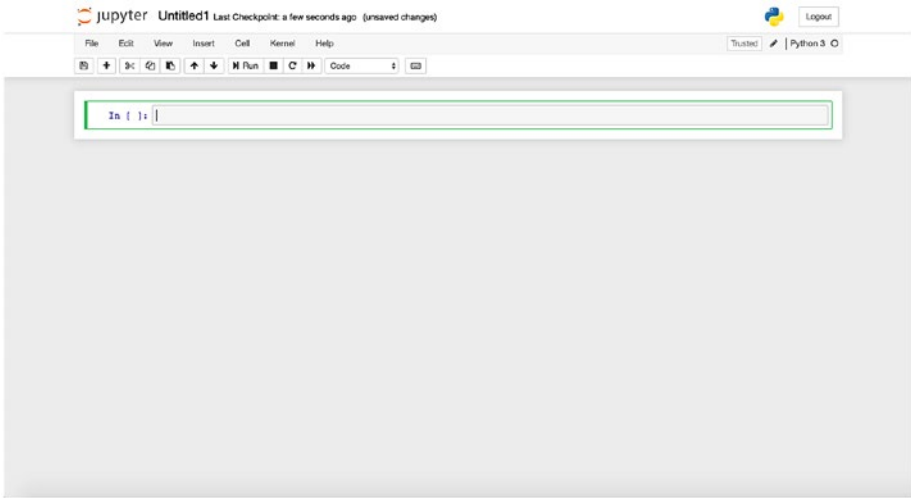 jupyter Untitled1 Last Checkpoint: a few seconds ago (unsaved changes) Logout
File Edit View Insert Cell Kernel Help Trusted Python 3
Run C Code
In [ ]: